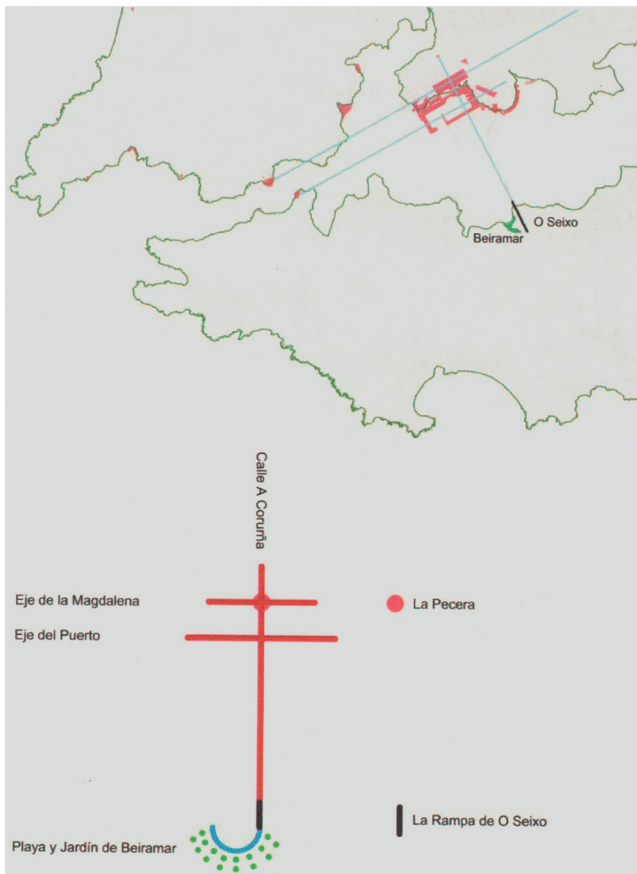 O Seixo
Beiramar
Calle A Corurña
Eje de la Magdalena
La Pecera
Eje del Puerto
La Rampa de O Seixo
Playa y Jardín de Beiramar